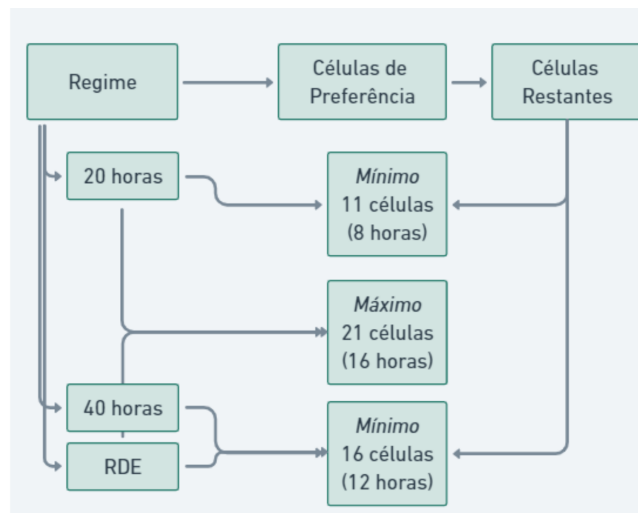 Regime
Células de
Preferência
Células
Restantes
20 horas
Mínimo
11 células
(8 horas)
Máximo
21 células
(16 horas)
40 horas
RDE
Mínimo
16 células
(12 horas)